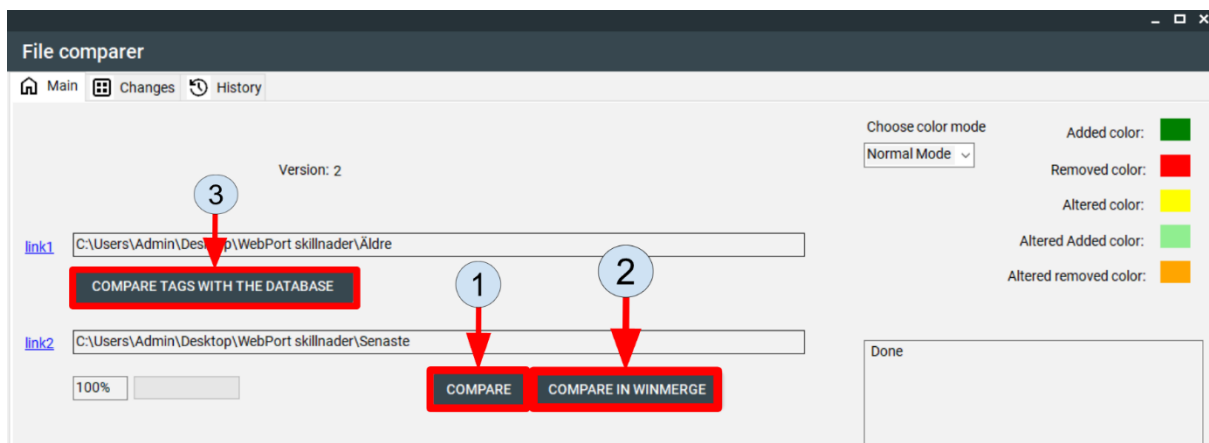 File comparer
Main Changes History
Choose color mode
Added color:
Normal Mode
Version: 2
Removed color:
3
Altered color:
link1 C:\Users\Admin\Desktop\WebPort skillnader\Äldre
Altered Added color:
COMPARE TAGS WITH THE DATABASE
1
2
Altered removed color:
link2 C:\Users\Admin\Desktop\WebPort skillnader\Senaste
Done
100%
COMPARE
COMPARE IN WINMERGE